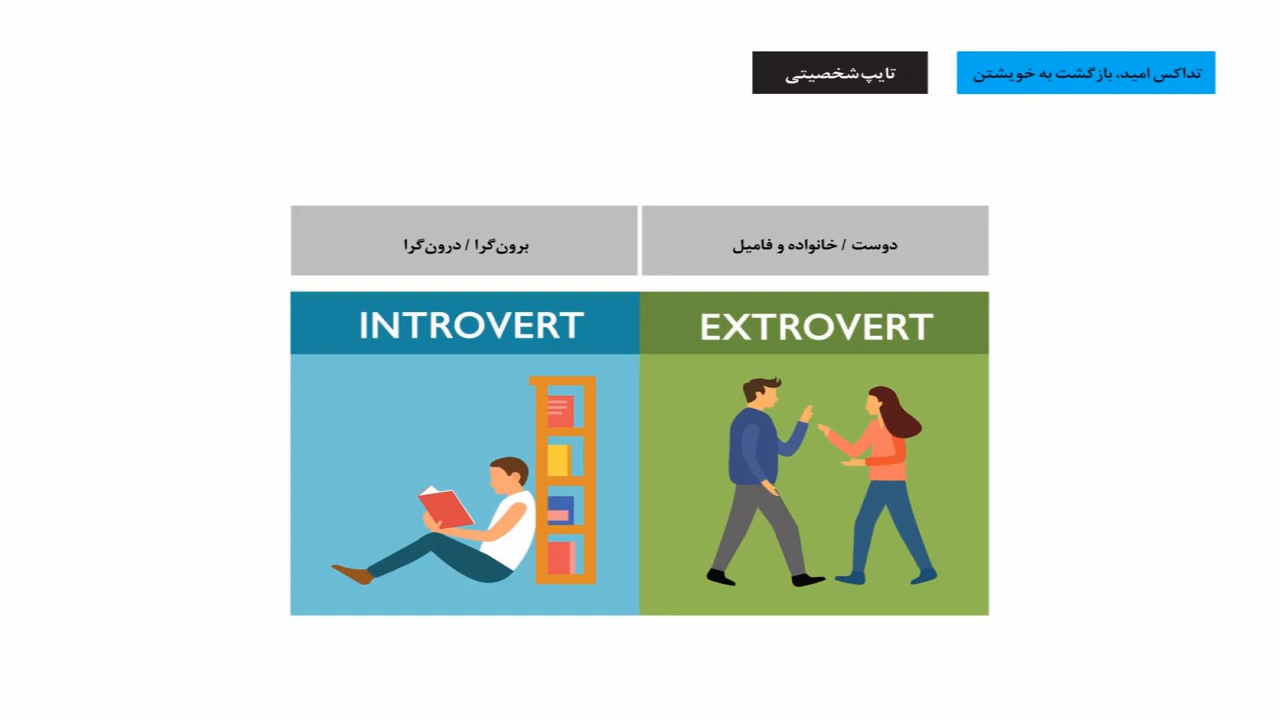 تداکس امید، بازگشت به خویشتن
تایپ‌شخصیتی
دوست / خانواده و فامیل
برون‌گرا / درون‌گرا
INTROVERT
EXTROVERT